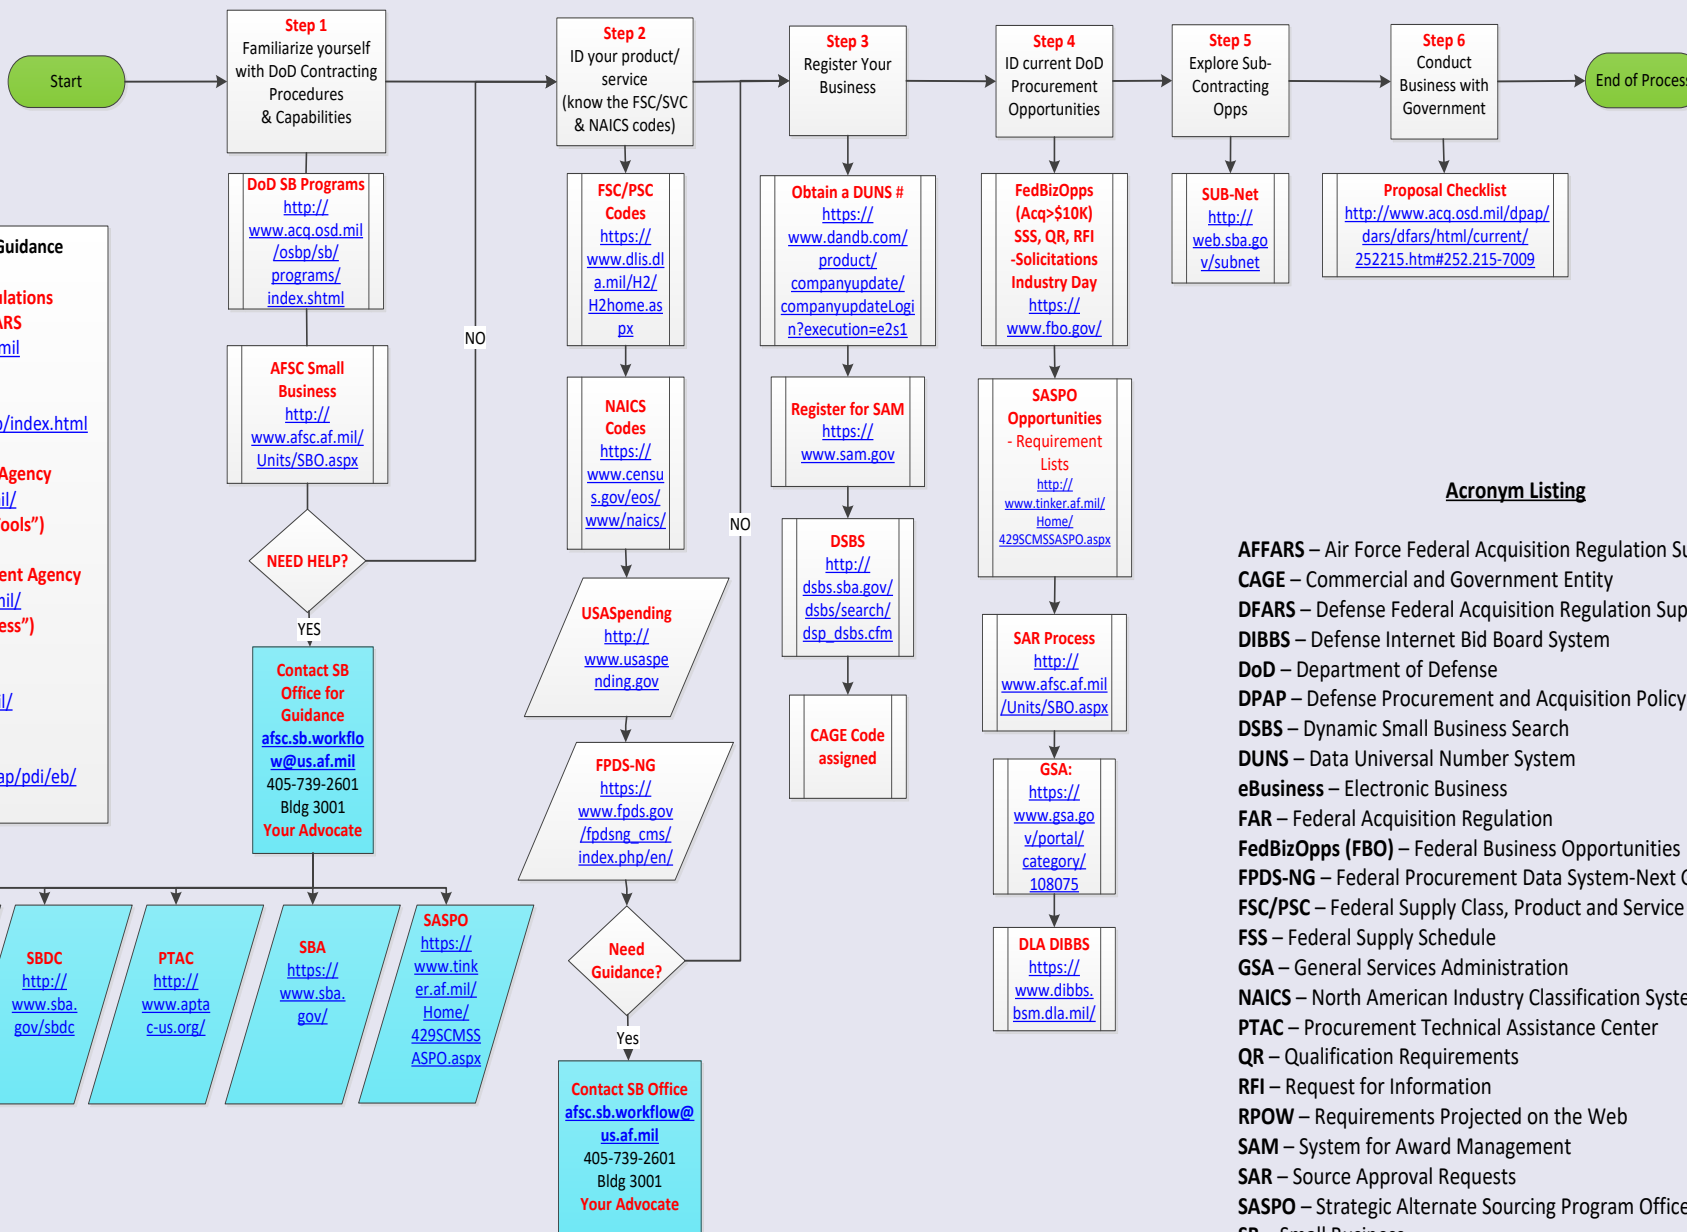 Start
Step 1
Familiarize yourself
with DoD Contracting
Procedures
& Capabilities
Step 2
ID your product/
service
(know the FSC/SVC
& NAICS codes)
Step 3
Register Your
Business
Step 4
ID current DoD
Procurement
Opportunities
Step 5
Explore Sub-
Contracting
Opps
Step 6
Conduct
Business with
Government
End of Process
DoD SB Programs
http://
www.acq.osd.mil
/osbp/sb/
programs/
index.shtml
AFSC Small
Business
http://
www.afsc.af.mil/
Units/SBO.aspx
NEED HELP?
NO
YES
Contact SB
Office for
Guidance
afsc.sb.workflo
w@us.af.mil
405-739-2601
Bldg 3001
Your Advocate
SBDC
http://
www.sba.
gov/sbdc
PTAC
http://
www.apta
c-us.org/
SBA
https://
www.sba.
gov/
SASPO
https://
www.tink
er.af.mil/
Home/
429SCMSS
ASPO.aspx
FSC/PSC
Codes
https://
www.dlis.dl
a.mil/H2/
H2home.as
px
NAICS
Codes
https://
www.censu
s.gov/eos/
www/naics/
USASpending
http://
www.usaspe
nding.gov
FPDS-NG
https://
www.fpds.gov
/fpdsng_cms/
index.php/en/
Need
Guidance?
NO
Yes
Contact SB Office
afsc.sb.workflow@
us.af.mil
405-739-2601
Bldg 3001
Your Advocate
Obtain a DUNS #
https://
www.dandb.com/
product/
companyupdate/
companyupdateLogi
n?execution=e2s1
Register for SAM
https://
www.sam.gov
DSBS
http://
dsbs.sba.gov/
dsbs/search/
dsp_dsbs.cfm
CAGE Code
assigned
FedBizOpps
(Acq>$10K)
SSS, QR, RFI
-Solicitations
Industry Day
https://
www.fbo.gov/
SASPO
Opportunities
- Requirement
Lists
http://
www.tinker.af.mil/
Home/
429SCMSSASPO.aspx
SAR Process
http://
www.afsc.af.mil
/Units/SBO.aspx
GSA:
https://
www.gsa.go
v/portal/
category/
108075
DLA DIBBS
https://
www.dibbs.
bsm.dla.mil/
SUB-Net
http://
web.sba.go
v/subnet
Proposal Checklist
http://www.acq.osd.mil/dpap/
dars/dfars/html/current/
252215.htm#252.215-7009
Guidance
lations
ARS
mil
/index.html
Agency
il/
ools")
ent Agency
mil/
ess")
il/
ap/pdi/eb/
Acronym Listing
AFFARS – Air Force Federal Acquisition Regulation Su
CAGE – Commercial and Government Entity
DFARS – Defense Federal Acquisition Regulation Sup
DIBBS – Defense Internet Bid Board System
DoD – Department of Defense
DPAP – Defense Procurement and Acquisition Policy
DSBS – Dynamic Small Business Search
DUNS – Data Universal Number System
eBusiness – Electronic Business
FAR – Federal Acquisition Regulation
FedBizOpps (FBO) – Federal Business Opportunities
FPDS-NG – Federal Procurement Data System-Next
FSC/PSC – Federal Supply Class, Product and Service
FSS – Federal Supply Schedule
GSA – General Services Administration
NAICS – North American Industry Classification Syste
PTAC – Procurement Technical Assistance Center
QR – Qualification Requirements
RFI – Request for Information
RPOW – Requirements Projected on the Web
SAM – System for Award Management
SAR – Source Approval Requests
SASPO – Strategic Alternate Sourcing Program Office
SB – Small Business